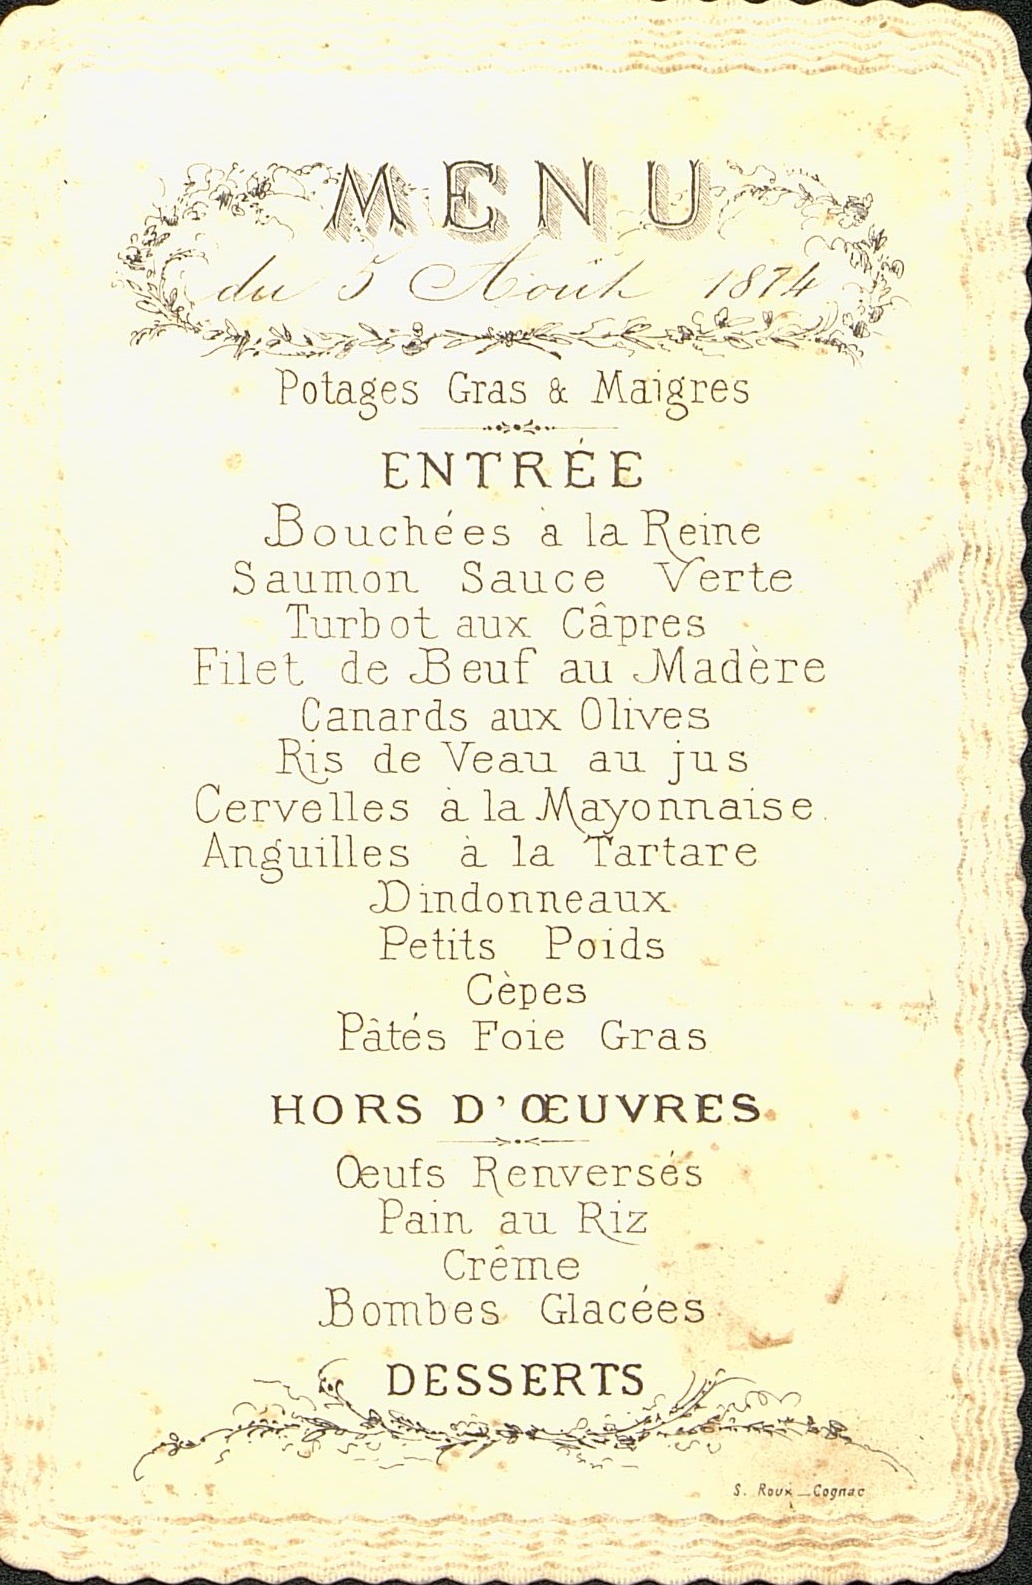 MENU
du 5 Août 1874
Potages Gras & Maigres
ENTRÉE
Bouchées à la Reine
Saumon Sauce Verte
Turbot aux Câpres
Filet de Beuf au Madère
Canards aux Olives
Ris de Veau au jus
Cervelles à la Mayonnaise.
Anguilles à la Tartare
Dindonneaux
Petits Poids
Cèpes
Pâtés Foie Gras
HORS D'ŒUVRES
Œufs Renversés
Pain au Riz
Crême
Bombes Glacées
DESSERTS
S. Roux _ Cognac